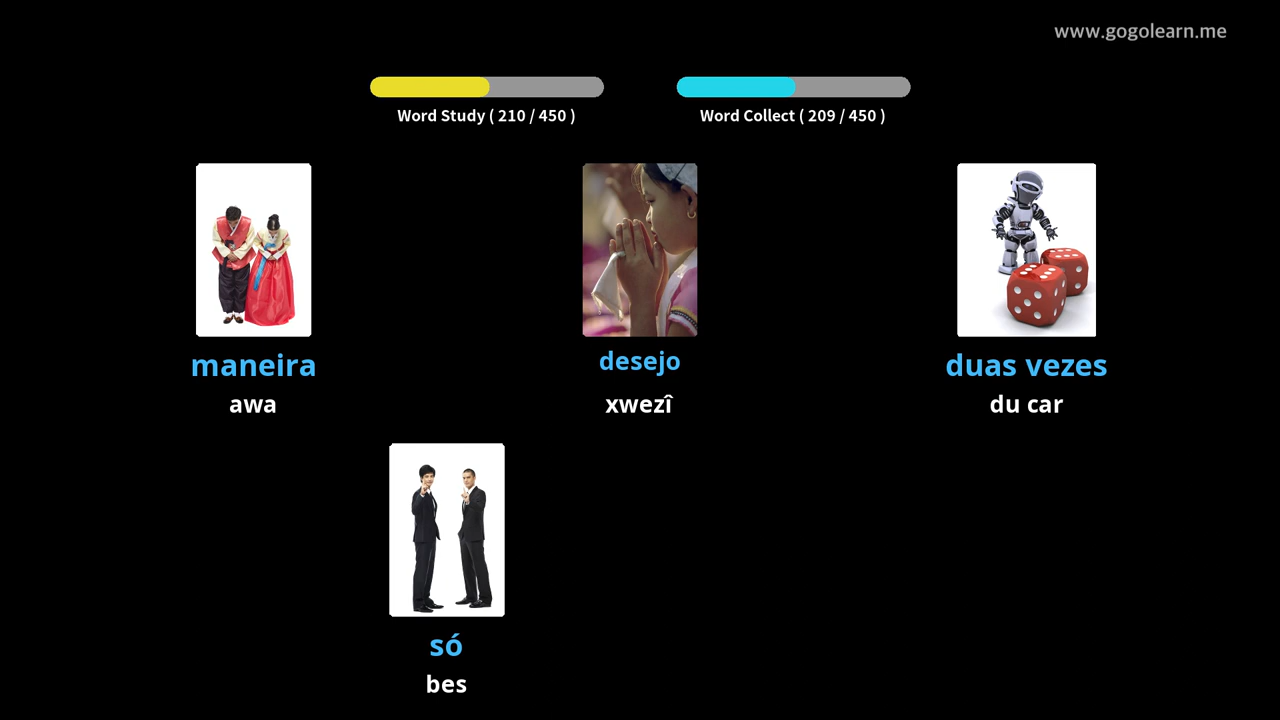 www.gogolearn.me
Word Study ( 210 / 450 )
Word Collect ( 209 / 450 )
maneira
awa
desejo
xwezî
duas vezes
du car
só
bes